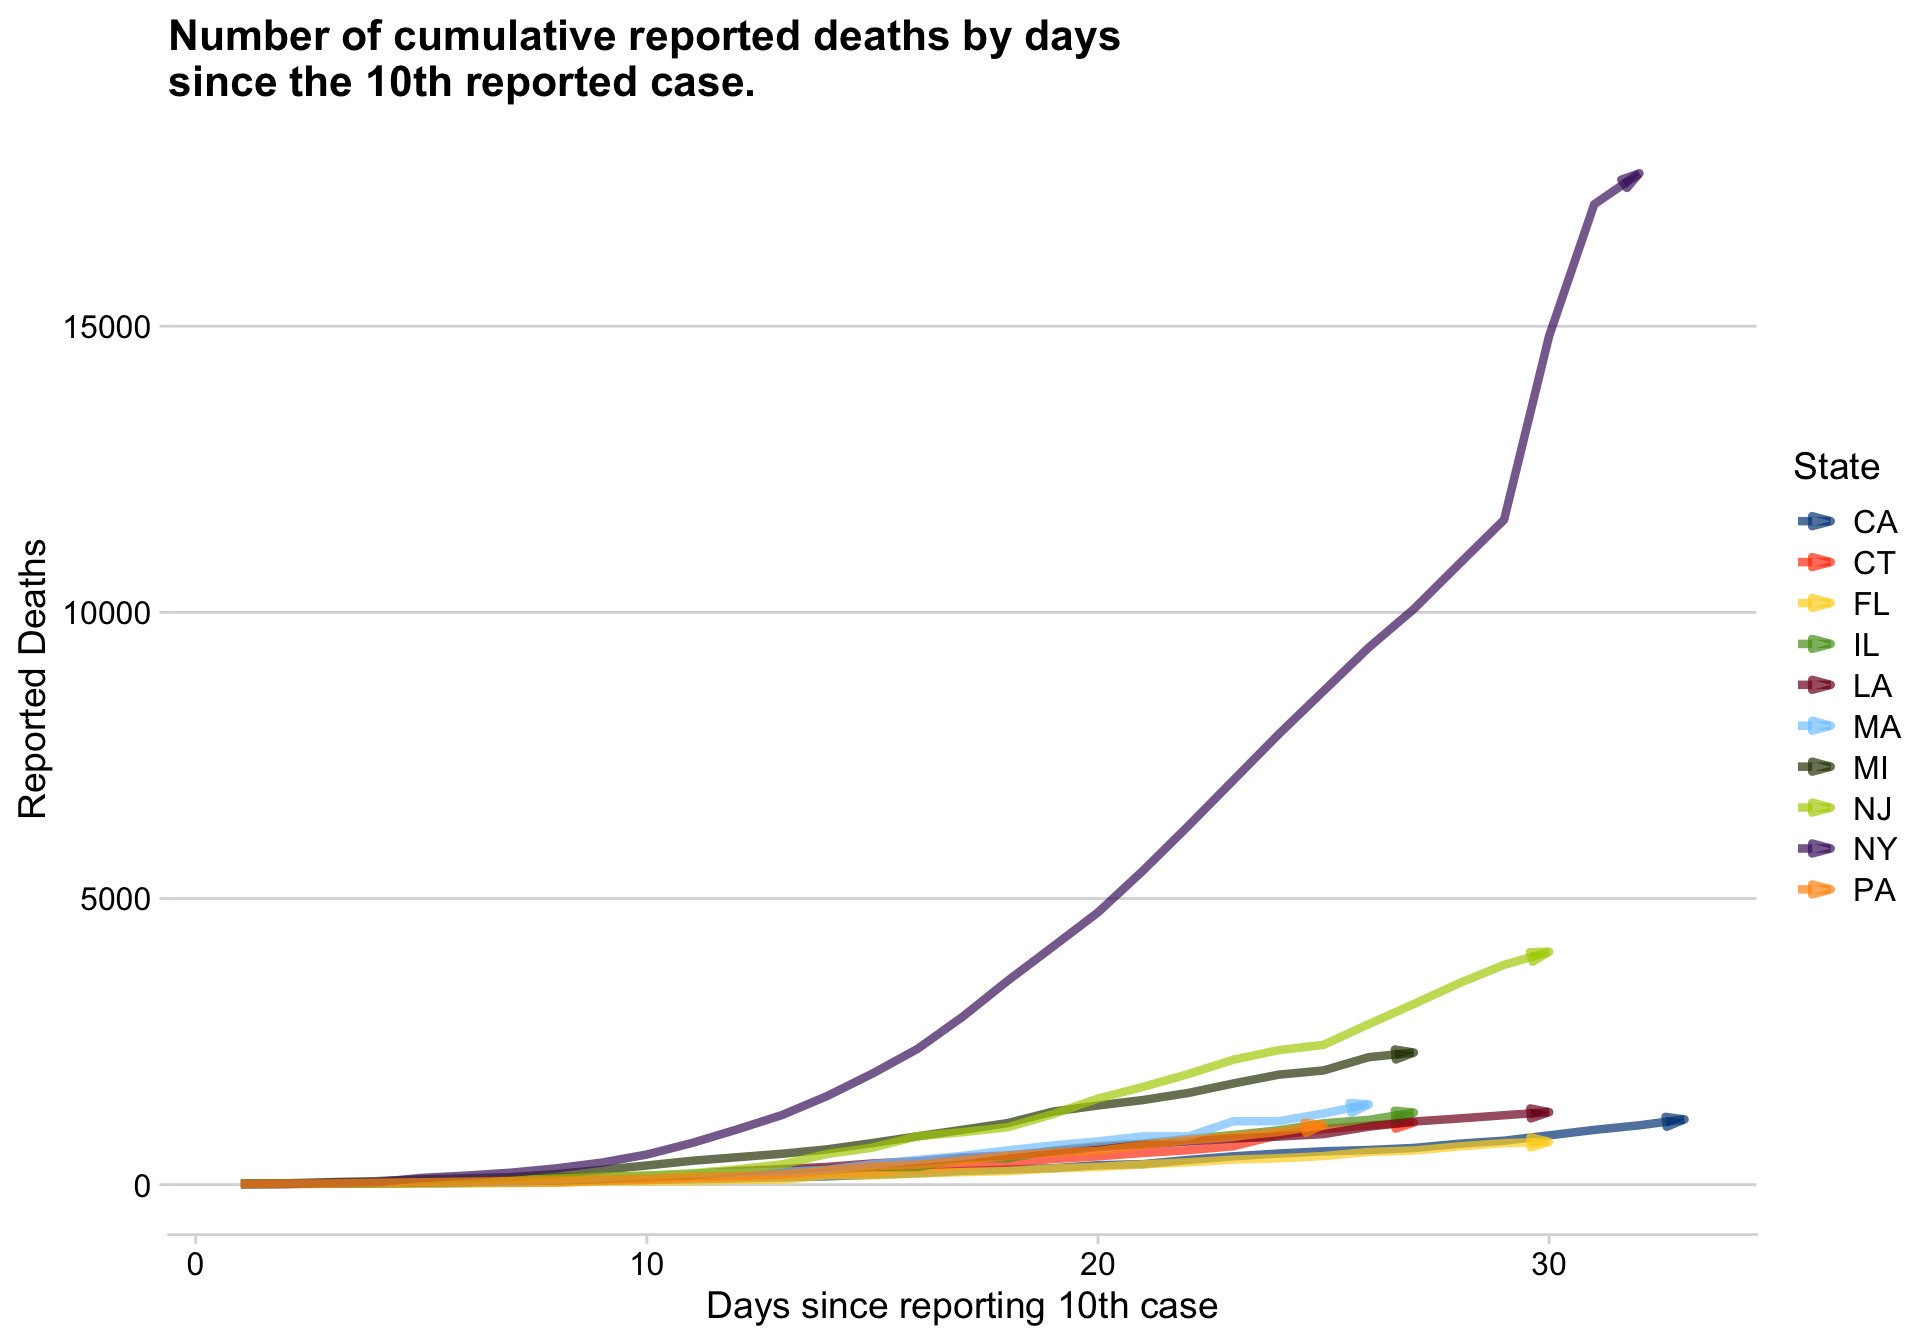 Number of cumulative reported deaths by days
since the 10th reported case.
15000
10000
5000
0
Reported Deaths
0 10 20 30
Days since reporting 10th case
State
CA
CT
FL
IL
LA
MA
MI
NJ
NY
PA